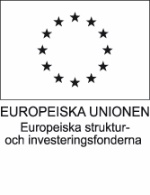 EUROPEISKA UNIONEN
Europeiska struktur-
och investeringsfonderna